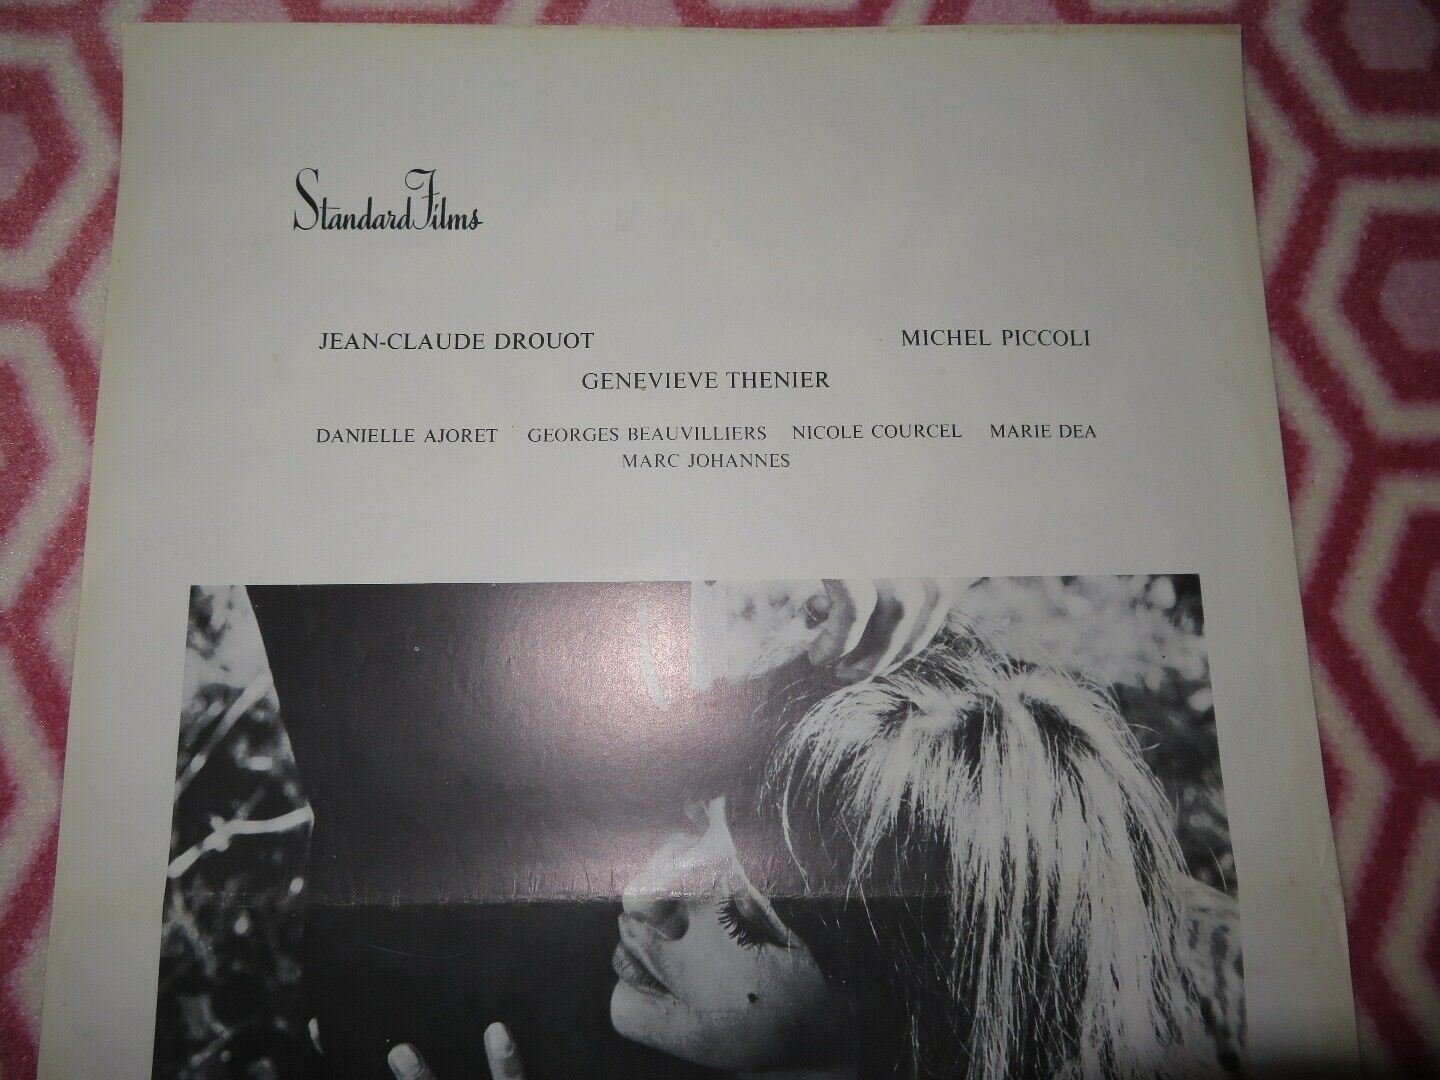 Standard Films
JEAN-CLAUDE DROUOT MICHEL PICCOLI
GENEVIEVE THENIER
DANIELLE AJORET GEORGES BEAUVILLIERS NICOLE COURCEL MARIE DEA
MARC JOHANNES